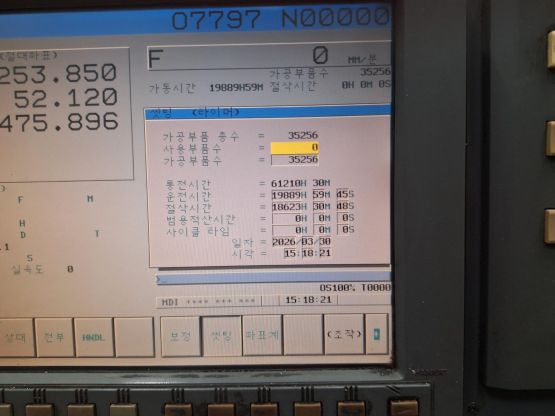 O7797 N00000
(절대좌표)
253.850
52.120
475.896
F 0 MM/분
가공부품수 35256
가동시간 19889H59M 절삭시간 0H 0M 0S
셋팅 (타이머)
가공부품 총수 = 35256
사용부품수 = 0
가공부품수 = 35256
통전시간 = 61210H 30M
운전시간 = 19889H 59M 45S
절삭시간 = 18623H 30M 48S
범용적산시간 = 0H 0M 0S
사이클 타임 = 0H 0M 0S
일자 = 2026/03/30
시각 = 15:18:21
F M
H
D T
.1
S
실속도 0
>
OS100% T0000
MDI **** *** *** 15:18:21
상대 전부 HNDL 보정 셋팅 좌표계 (조작)